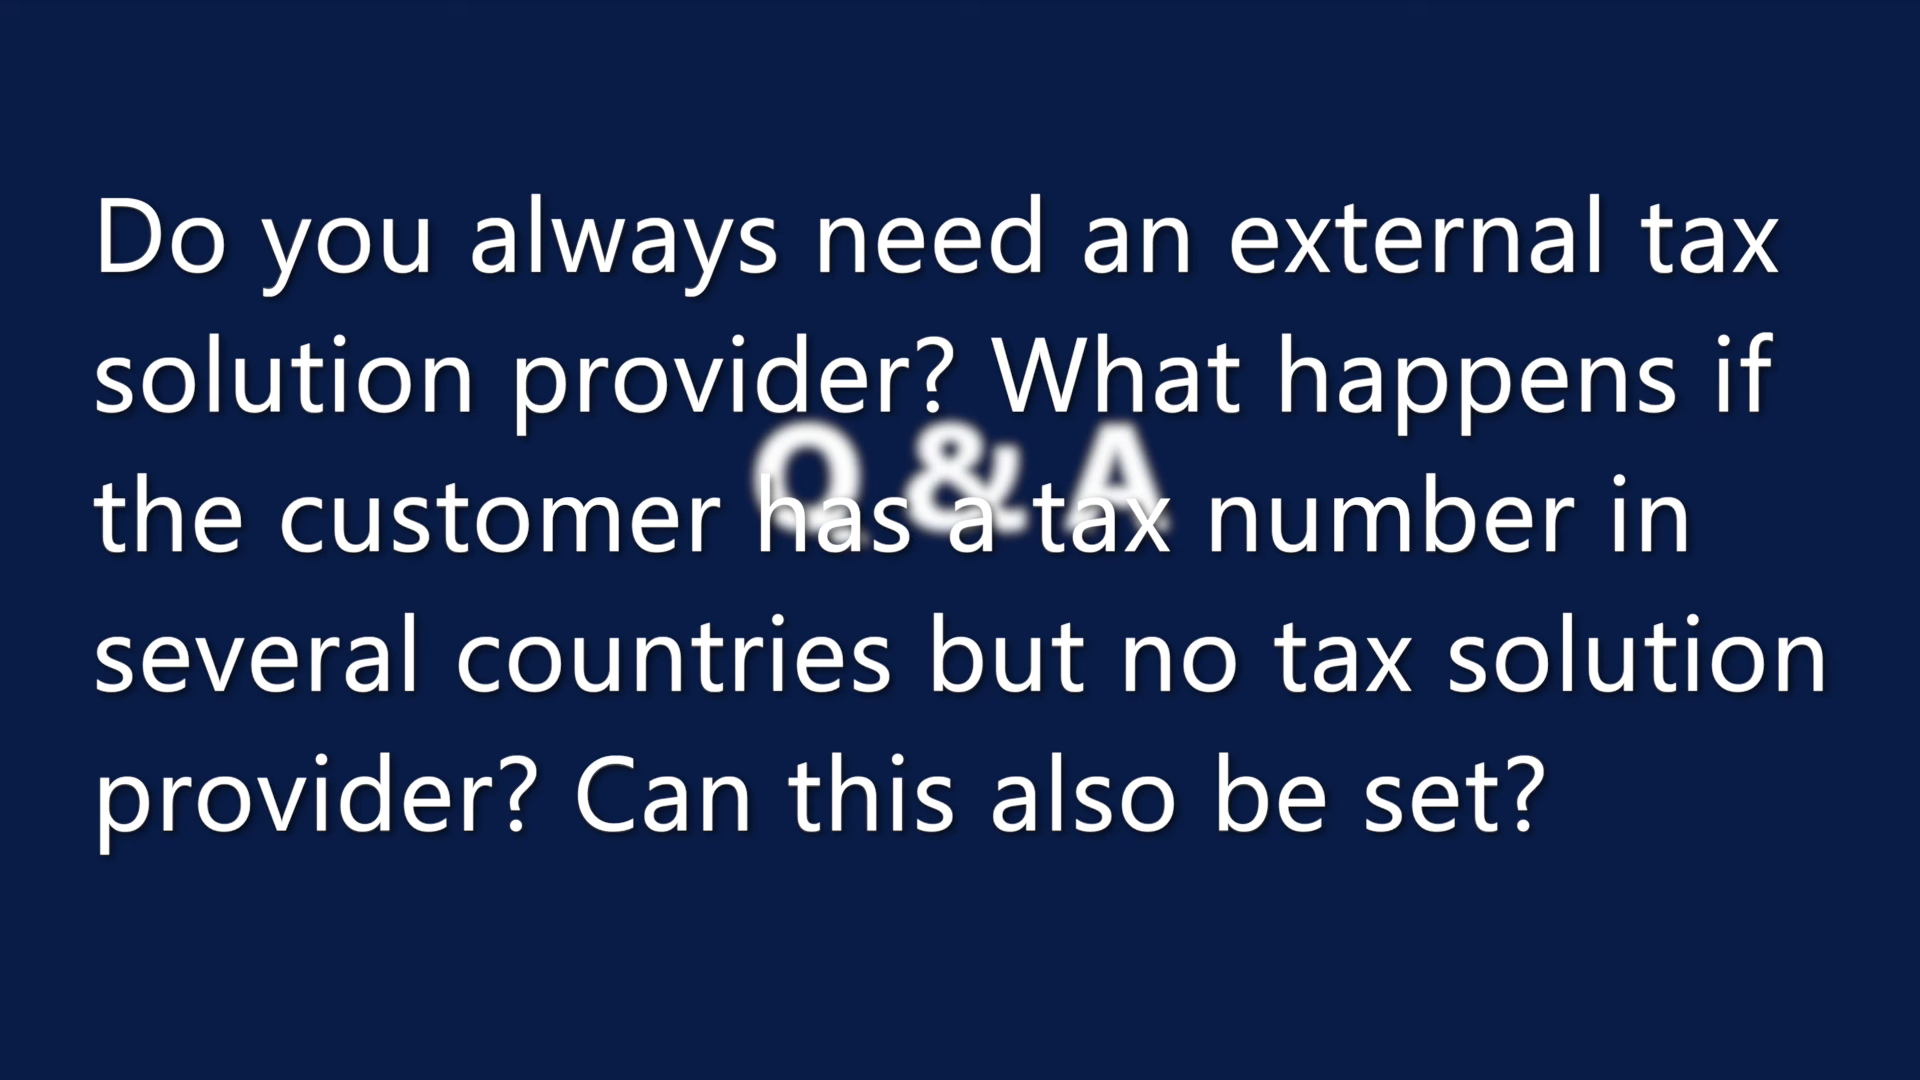 Do you always need an external tax
solution provider? What happens if
Q & A
the customer has a tax number in
several countries but no tax solution
provider? Can this also be set?